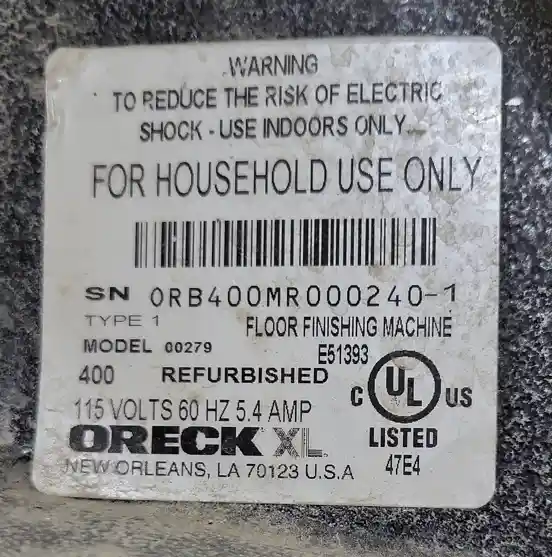 WARNING
TO REDUCE THE RISK OF ELECTRIC
SHOCK - USE INDOORS ONLY.
FOR HOUSEHOLD USE ONLY
SN ORB400MR000240-1
TYPE 1 FLOOR FINISHING MACHINE
MODEL 00279 E51393
400 REFURBISHED
115 VOLTS 60 HZ 5.4 AMP
C UL US
ORECK XL LISTED
NEW ORLEANS, LA 70123 U.S.A 47E4